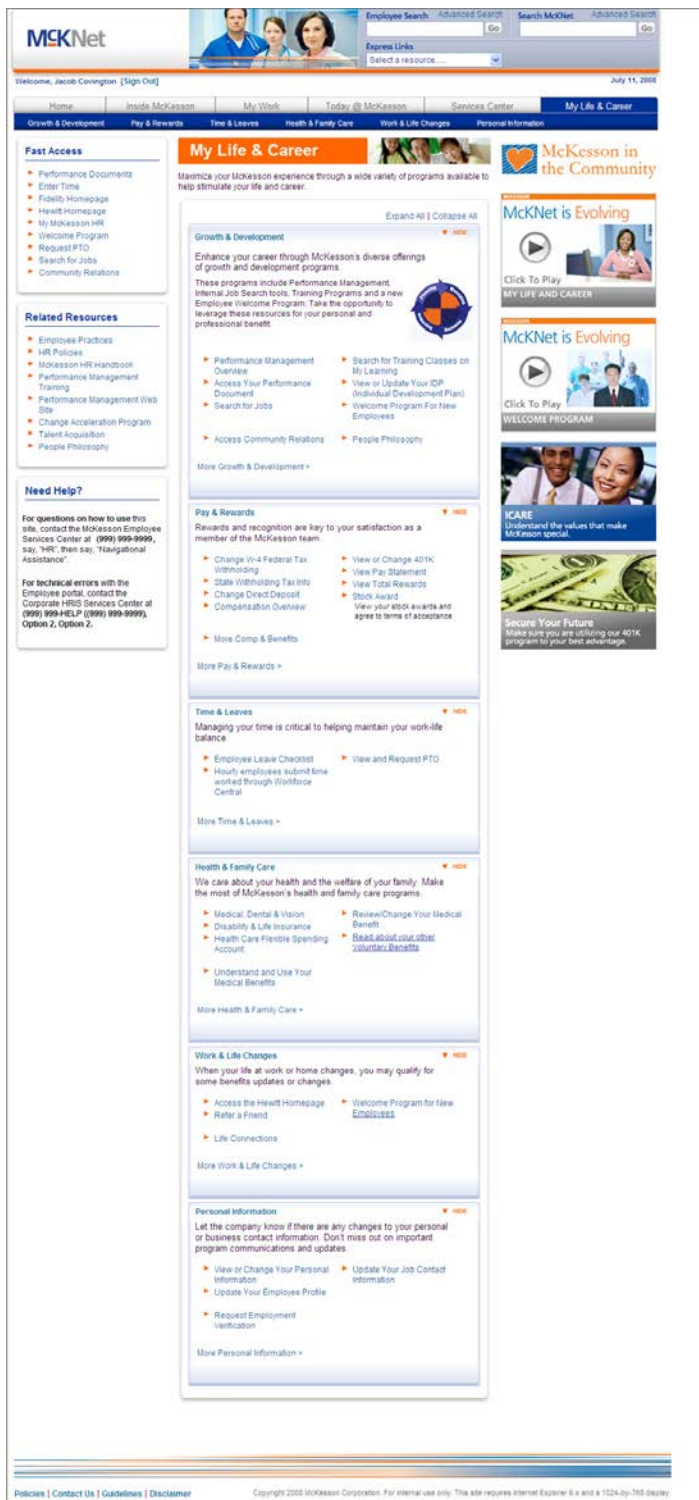 MCKNet
Employee Search Advanced Search
Go
Search McKNet Advanced Search
Go
Express Links
Select a resource.....
Welcome, Jacob Covington [Sign Out]
July 11, 2008
Home Inside McKesson My Work Today @ McKesson Services Center My Life & Career
Growth & Development Pay & Rewards Time & Leaves Health & Family Care Work & Life Changes Personal Information
Fast Access
Performance Documents
Enter Time
Fidelity Homepage
Hewitt Homepage
My McKesson HR
Welcome Program
Request PTO
Search for Jobs
Community Relations
Related Resources
Employee Practices
HR Policies
McKesson HR Handbook
Performance Management
Training
Performance Management Web
Site
Change Acceleration Program
Talent Acquisition
People Philosophy
Need Help?
For questions on how to use this
site, contact the McKesson Employee
Services Center at (999) 999-9999,
say, "HR", then say, "Navigational
Assistance".
For technical errors with the
Employee portal, contact the
Corporate HRIS Services Center at
(999) 999-HELP ((999) 999-9999),
Option 2, Option 2.
My Life & Career
Maximize your McKesson experience through a wide variety of programs available to
help stimulate your life and career.
Expand All | Collapse All
Growth & Development
HIDE
Enhance your career through McKesson's diverse offerings
of growth and development programs.
These programs include Performance Management,
Internal Job Search tools, Training Programs and a new
Employee Welcome Program. Take the opportunity to
leverage these resources for your personal and
professional benefit.
Performance Management
Overview
Access Your Performance
Document
Search for Jobs
Access Community Relations
Search for Training Classes on
My Learning
View or Update Your IDP
(Individual Development Plan)
Welcome Program For New
Employees
People Philosophy
More Growth & Development »
Pay & Rewards
HIDE
Rewards and recognition are key to your satisfaction as a
member of the McKesson team.
Change W-4 Federal Tax
Withholding
State Withholding Tax Info
Change Direct Deposit
Compensation Overview
More Comp & Benefits
View or Change 401K
View Pay Statement
View Total Rewards
Stock Award
View your stock awards and
agree to terms of acceptance
More Pay & Rewards »
Time & Leaves
HIDE
Managing your time is critical to helping maintain your work-life
balance.
Employee Leave Checklist
Hourly employees submit time
worked through Workforce
Central
View and Request PTO
More Time & Leaves »
Health & Family Care
HIDE
We care about your health and the welfare of your family. Make
the most of McKesson's health and family care programs.
Medical, Dental & Vision
Disability & Life Insurance
Health Care Flexible Spending
Account
Understand and Use Your
Medical Benefits
Review/Change Your Medical
Benefit
Read about your other
Voluntary Benefits
More Health & Family Care »
Work & Life Changes
HIDE
When your life at work or home changes, you may qualify for
some benefits updates or changes.
Access the Hewitt Homepage
Refer a Friend
Life Connections
Welcome Program for New
Employees
More Work & Life Changes »
Personal Information
HIDE
Let the company know if there are any changes to your personal
or business contact information. Don't miss out on important
program communications and updates.
View or Change Your Personal
Information
Update Your Employee Profile
Request Employment
Verification
Update Your Job Contact
Information
More Personal Information »
McKesson in
the Community
McKNet is Evolving
Click To Play
MY LIFE AND CAREER
McKNet is Evolving
Click To Play
WELCOME PROGRAM
ICARE
Understand the values that make
McKesson special.
Secure Your Future
Make sure you are utilizing our 401K
program to your best advantage.
Policies | Contact Us | Guidelines | Disclaimer
Copyright 2008 McKesson Corporation. For internal use only. This site requires Internet Explorer 6.x and a 1024-by-768 display.